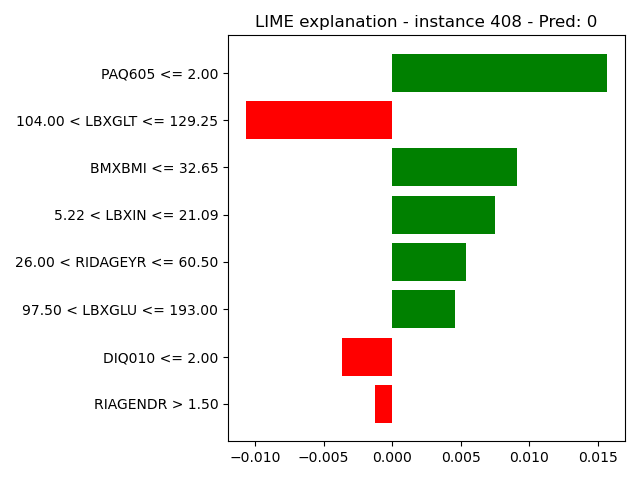 LIME explanation - instance 408 - Pred: 0
PAQ605 <= 2.00
104.00 < LBXGLT <= 129.25
BMXBMI <= 32.65
5.22 < LBXIN <= 21.09
26.00 < RIDAGEYR <= 60.50
97.50 < LBXGLU <= 193.00
DIQ010 <= 2.00
RIAGENDR > 1.50
−0.010 −0.005 0.000 0.005 0.010 0.015